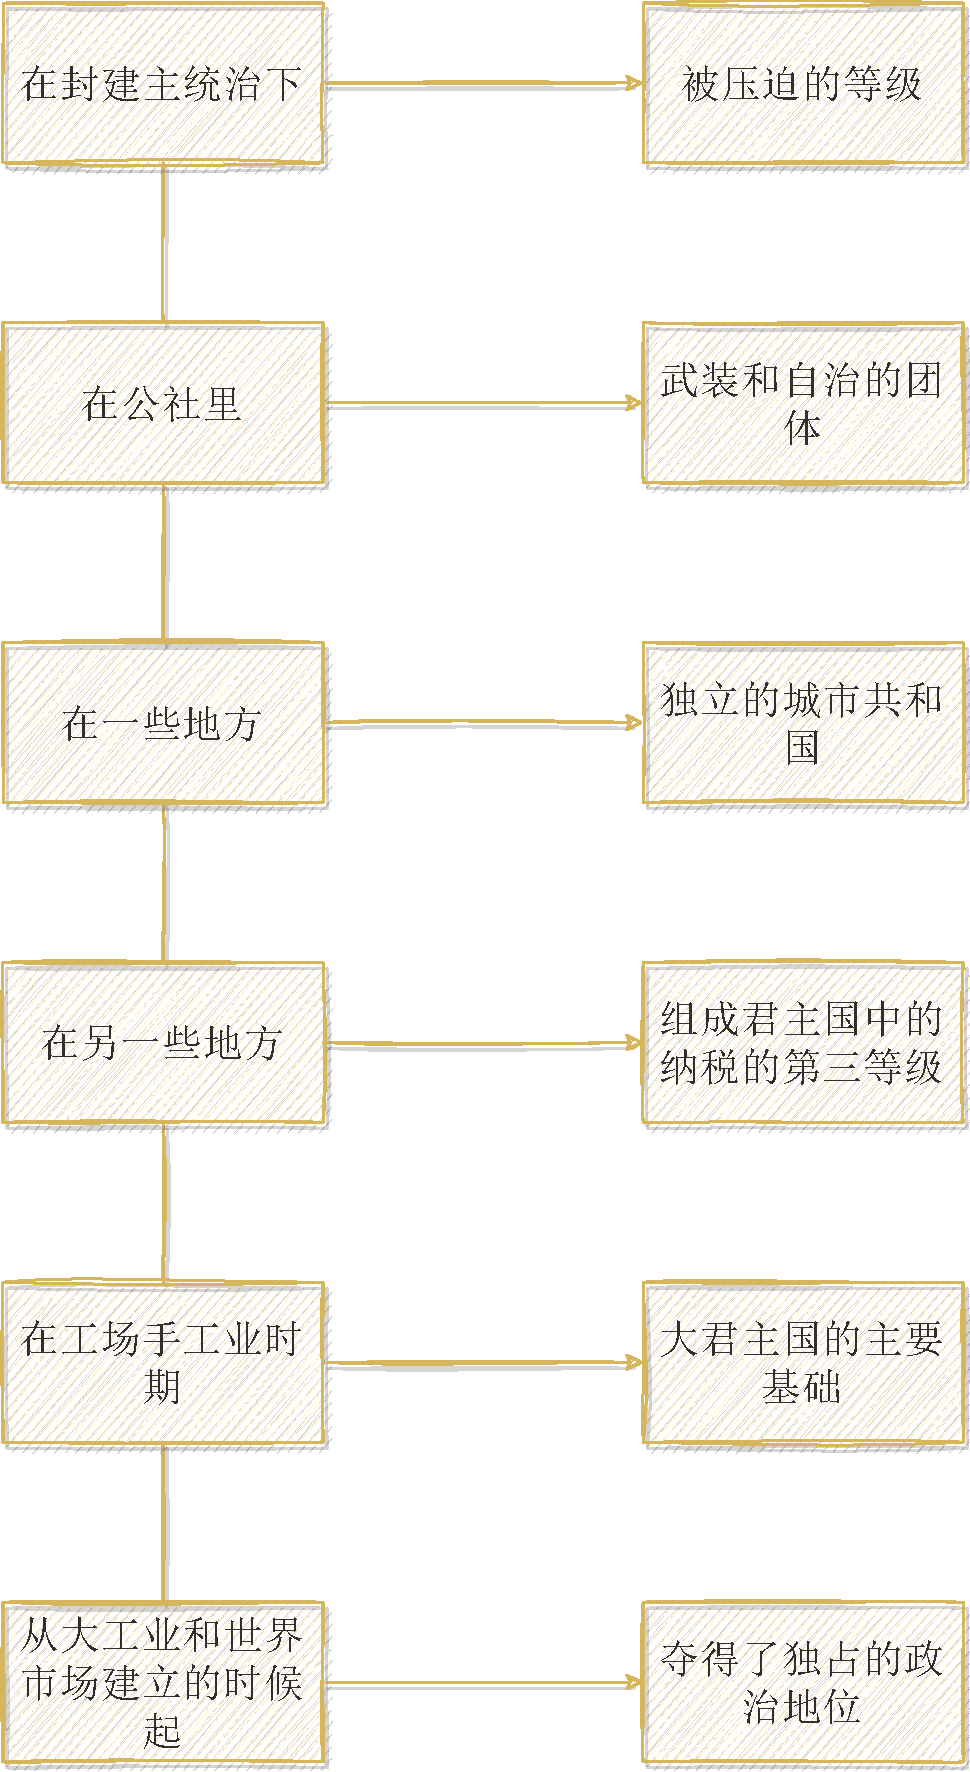 在封建主统治下
被压迫的等级
在公社里
武装和自治的团
体
在一些地方
独立的城市共和
国
在另一些地方
组成君主国中的
纳税的第三等级
在工场手工业时
期
大君主国的主要
基础
从大工业和世界
市场建立的时候
起
夺得了独占的政
治地位